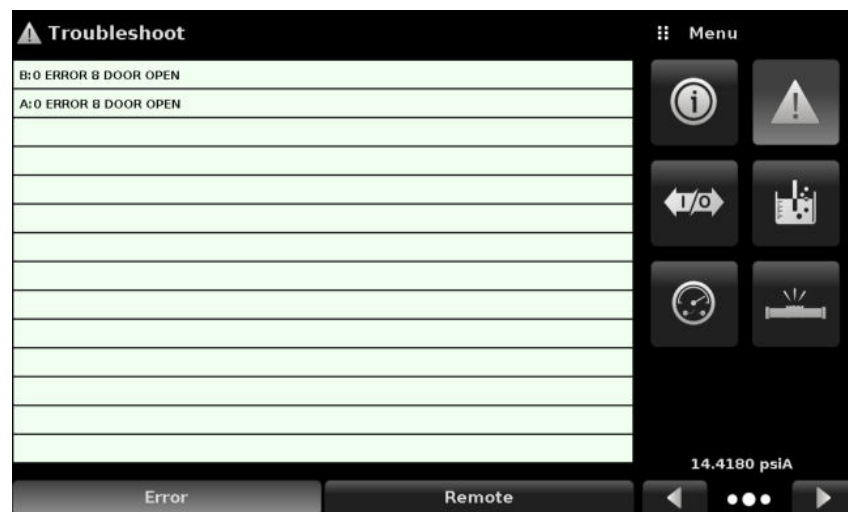 Troubleshoot
Menu
B:0 ERROR 8 DOOR OPEN
A:0 ERROR 8 DOOR OPEN
I/O
14.4180 psiA
Error
Remote